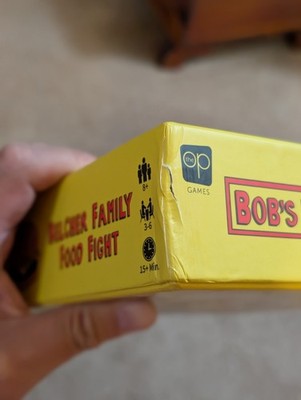 BELCHER FAMILY
FOOD FIGHT
8+
3-6
15+ Min.
the op
GAMES
BOB'S